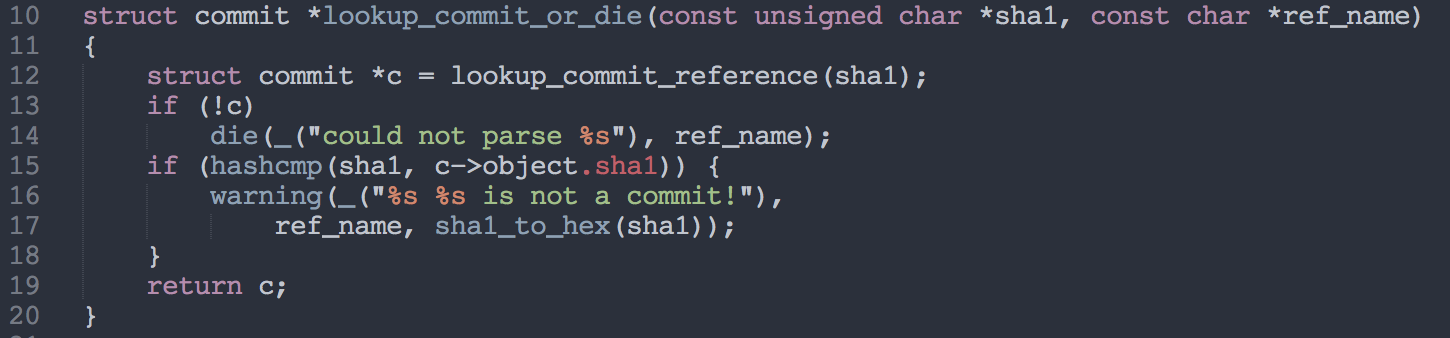 10 struct commit *lookup_commit_or_die(const unsigned char *sha1, const char *ref_name)
11 {
12     struct commit *c = lookup_commit_reference(sha1);
13     if (!c)
14         die(_("could not parse %s"), ref_name);
15     if (hashcmp(sha1, c->object.sha1)) {
16         warning(_("%s %s is not a commit!"),
17             ref_name, sha1_to_hex(sha1));
18     }
19     return c;
20 }